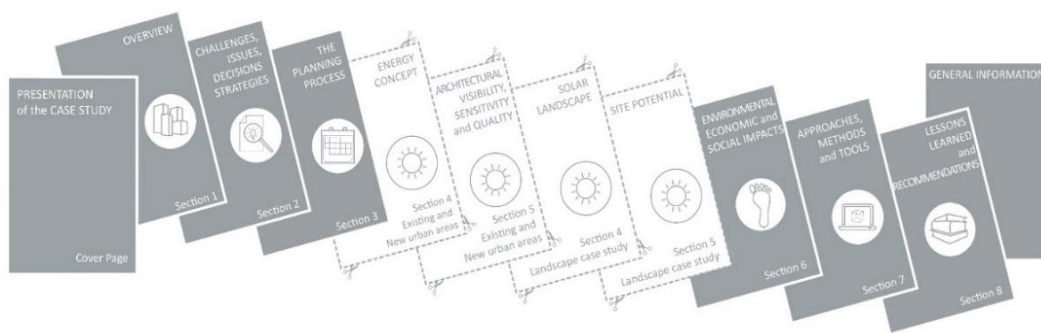 PRESENTATION
of the CASE STUDY
Cover Page
OVERVIEW
Section 1
CHALLENGES,
ISSUES,
DECISIONS
STRATEGIES
Section 2
THE
PLANNING
PROCESS
Section 3
ENERGY
CONCEPT
Section 4
Existing and
New urban areas
ARCHITECTURAL
VISIBILITY,
SENSITIVITY
and QUALITY
Section 5
Existing and
New urban areas
SOLAR
LANDSCAPE
Section 4
Landscape case study
SITE POTENTIAL
Section 5
Landscape case study
ENVIRONMENTAL
ECONOMIC and
SOCIAL IMPACTS
Section 6
APPROACHES,
METHODS
and TOOLS
Section 7
LESSONS
LEARNED
and
RECOMMENDATIONS
Section 8
GENERAL INFORMATION